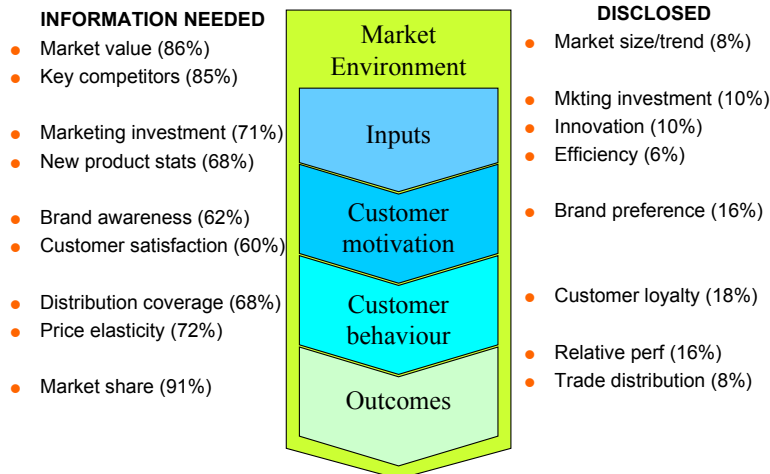 INFORMATION NEEDED
Market value (86%)
Key competitors (85%)
Marketing investment (71%)
New product stats (68%)
Brand awareness (62%)
Customer satisfaction (60%)
Distribution coverage (68%)
Price elasticity (72%)
Market share (91%)
Market
Environment
Inputs
Customer
motivation
Customer
behaviour
Outcomes
DISCLOSED
Market size/trend (8%)
Mkting investment (10%)
Innovation (10%)
Efficiency (6%)
Brand preference (16%)
Customer loyalty (18%)
Relative perf (16%)
Trade distribution (8%)